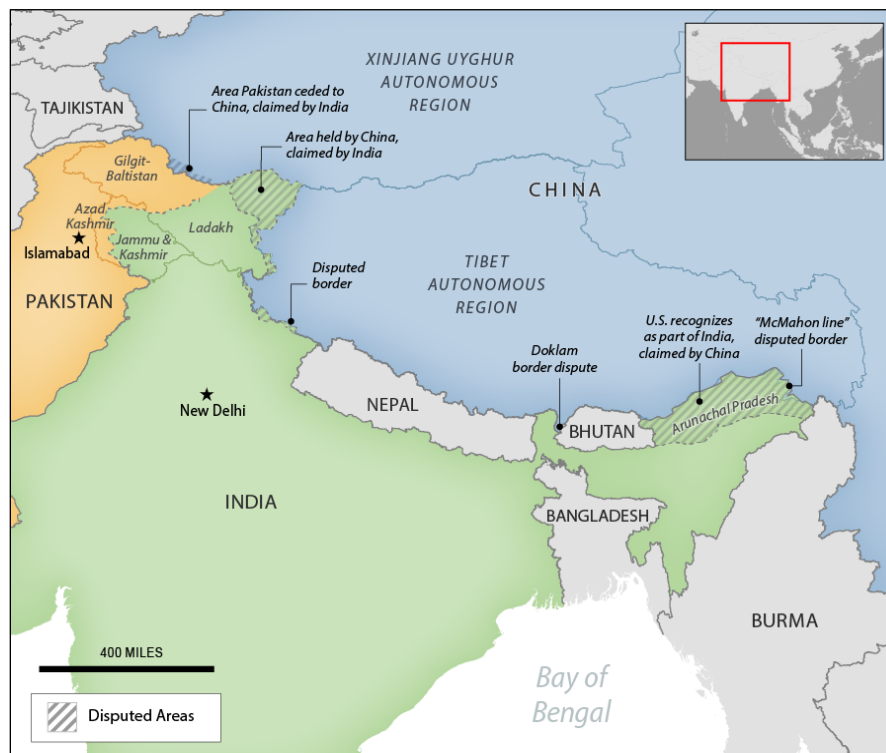 XINJIANG UYGHUR
AUTONOMOUS
REGION
TAJIKISTAN
Area Pakistan ceded to
China, claimed by India
Area held by China,
claimed by India
Gilgit-
Baltistan
CHINA
Azad
Kashmir
Ladakh
Jammu &
Kashmir
Islamabad
TIBET
AUTONOMOUS
REGION
Disputed
border
PAKISTAN
U.S. recognizes
as part of India,
claimed by China
“McMahon line”
disputed border
Doklam
border dispute
New Delhi
NEPAL
Arunachal Pradesh
BHUTAN
INDIA
BANGLADESH
BURMA
400 MILES
Bay of
Bengal
Disputed Areas